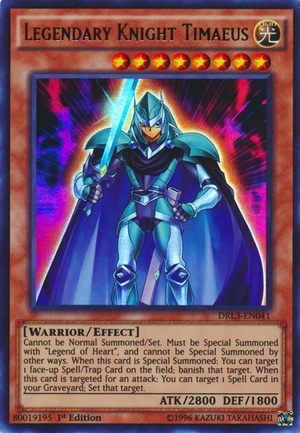 LEGENDARY KNIGHT TIMAEUS
LIGHT
光
DRL3-EN041
[WARRIOR/EFFECT]
Cannot be Normal Summoned/Set. Must be Special Summoned
with "Legend of Heart", and cannot be Special Summoned by
other ways. When this card is Special Summoned: You can target
1 face-up Spell/Trap Card on the field; banish that target. When
this card is targeted for an attack: You can target 1 Spell Card in
your Graveyard; Set that target.
ATK/2800 DEF/1800
80019195 1st Edition ©1996 KAZUKI TAKAHASHI